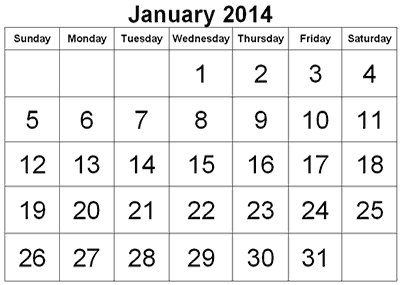 January 2014
Sunday Monday Tuesday Wednesday Thursday Friday Saturday
1 2 3 4
5 6 7 8 9 10 11
12 13 14 15 16 17 18
19 20 21 22 23 24 25
26 27 28 29 30 31